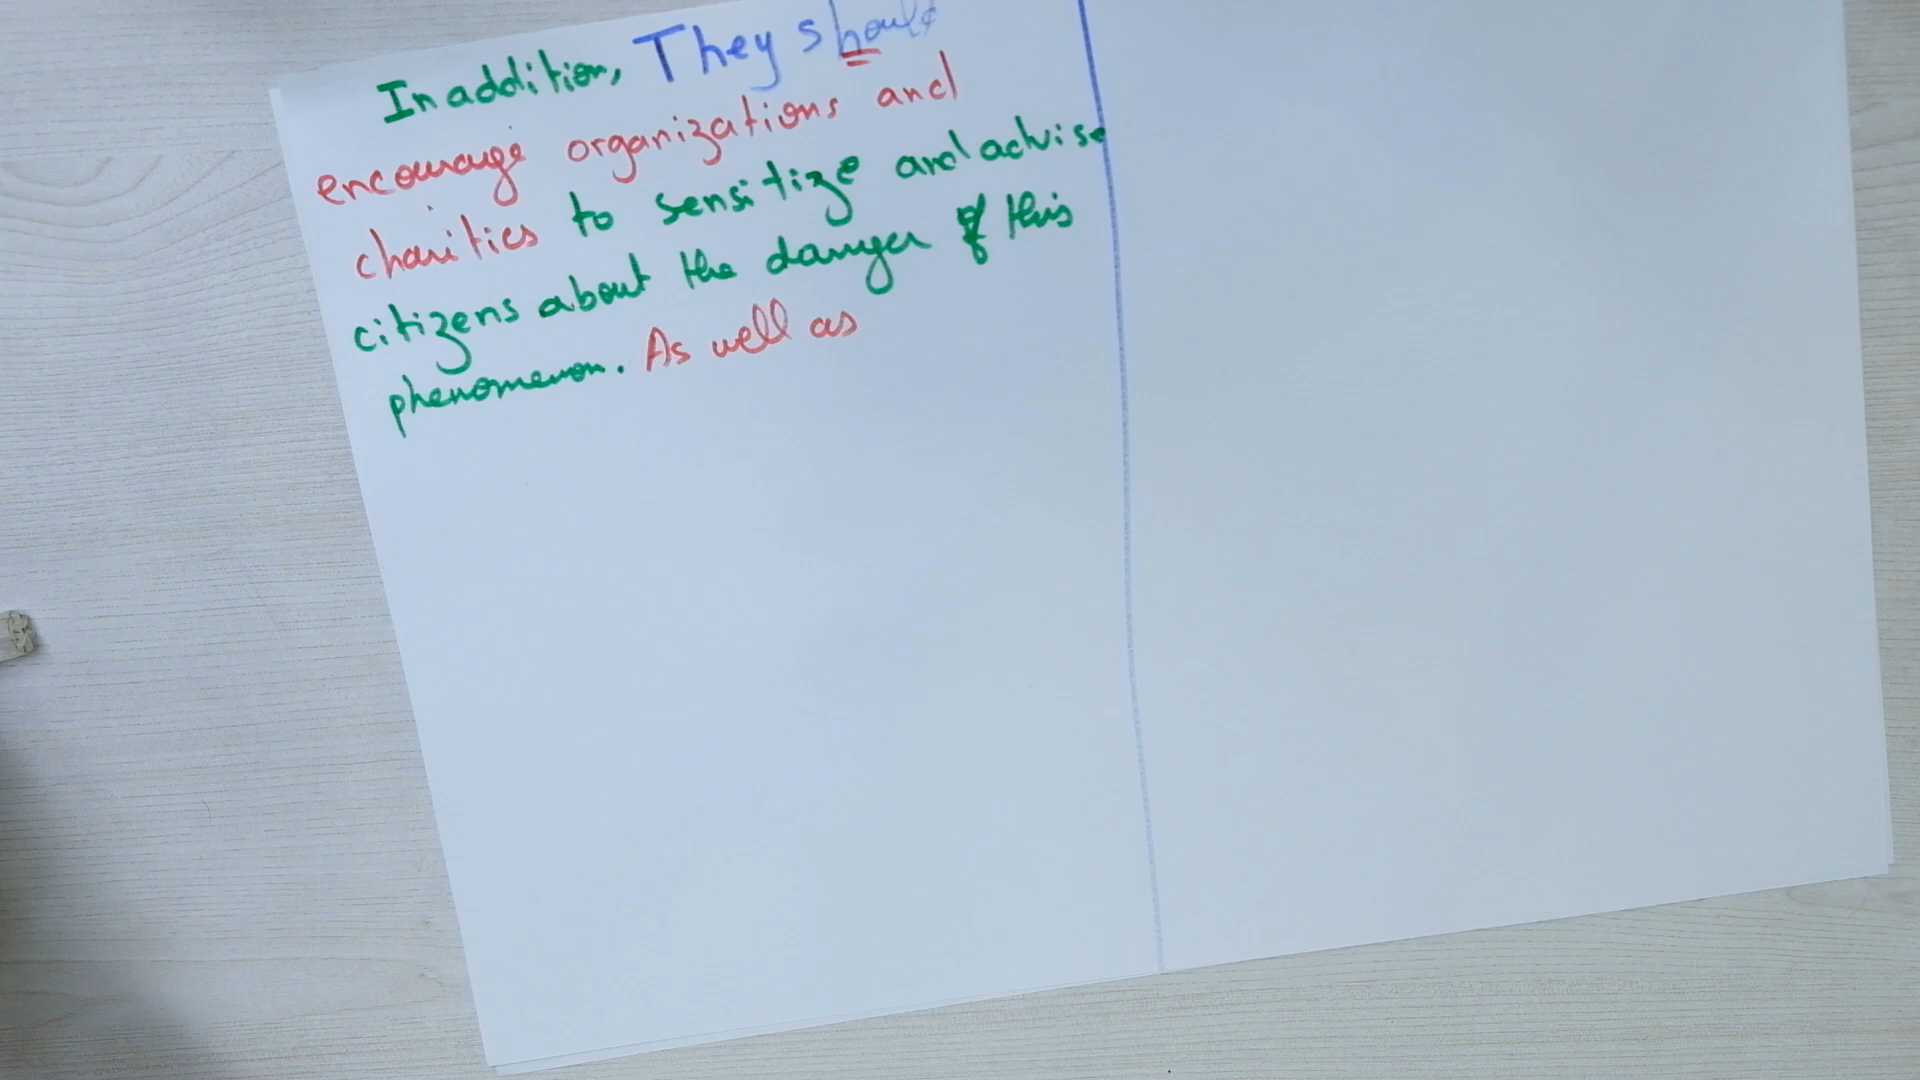 In addition, They should
encourage organizations and
charities to sensitize and advise
citizens about the danger of this
phenomenon. As well as